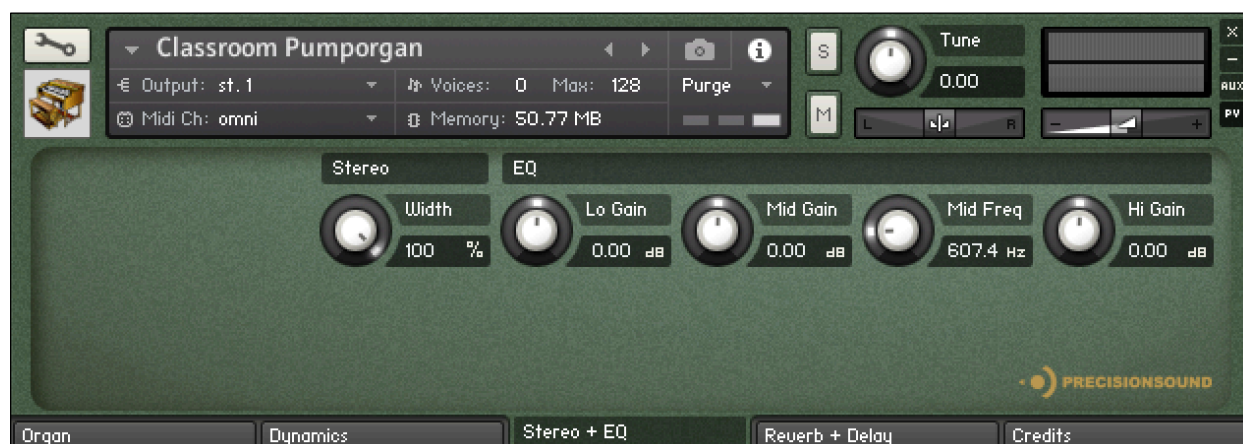 Classroom Pumporgan
S
Tune
×
Output: st. 1
Voices: 0 Max: 128
Purge
0.00
AUX
Midi Ch: omni
Memory: 50.77 MB
M
L
R
-
+
PV
Stereo
EQ
Width
Lo Gain
Mid Gain
Mid Freq
Hi Gain
100 %
0.00 dB
0.00 dB
607.4 Hz
0.00 dB
PRECISIONSOUND
Organ
Dynamics
Stereo + EQ
Reverb + Delay
Credits